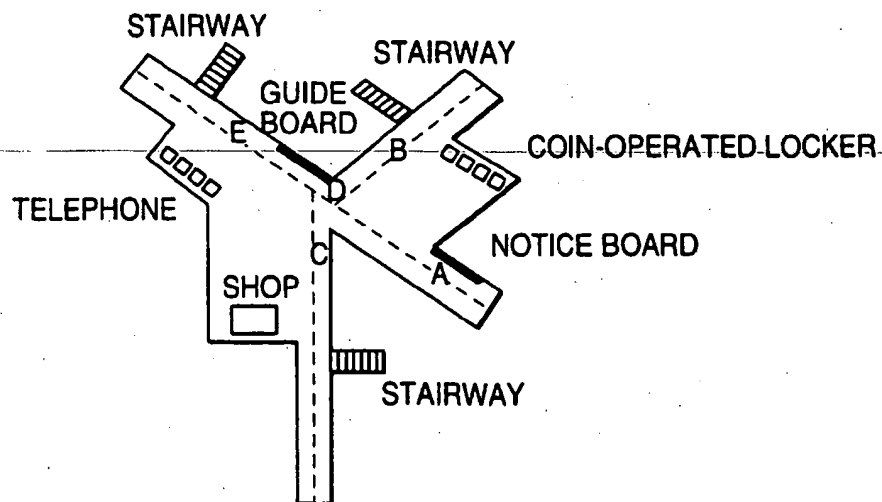 STAIRWAY
STAIRWAY
GUIDE
BOARD
E
B
COIN-OPERATED LOCKER
D
TELEPHONE
NOTICE BOARD
C
A
SHOP
STAIRWAY